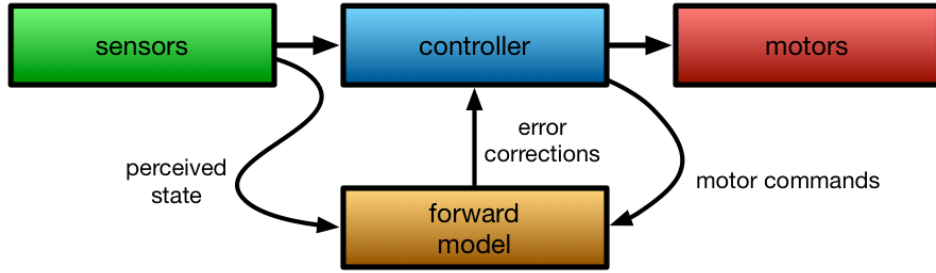 sensors
controller
motors
error
corrections
perceived
state
motor commands
forward
model